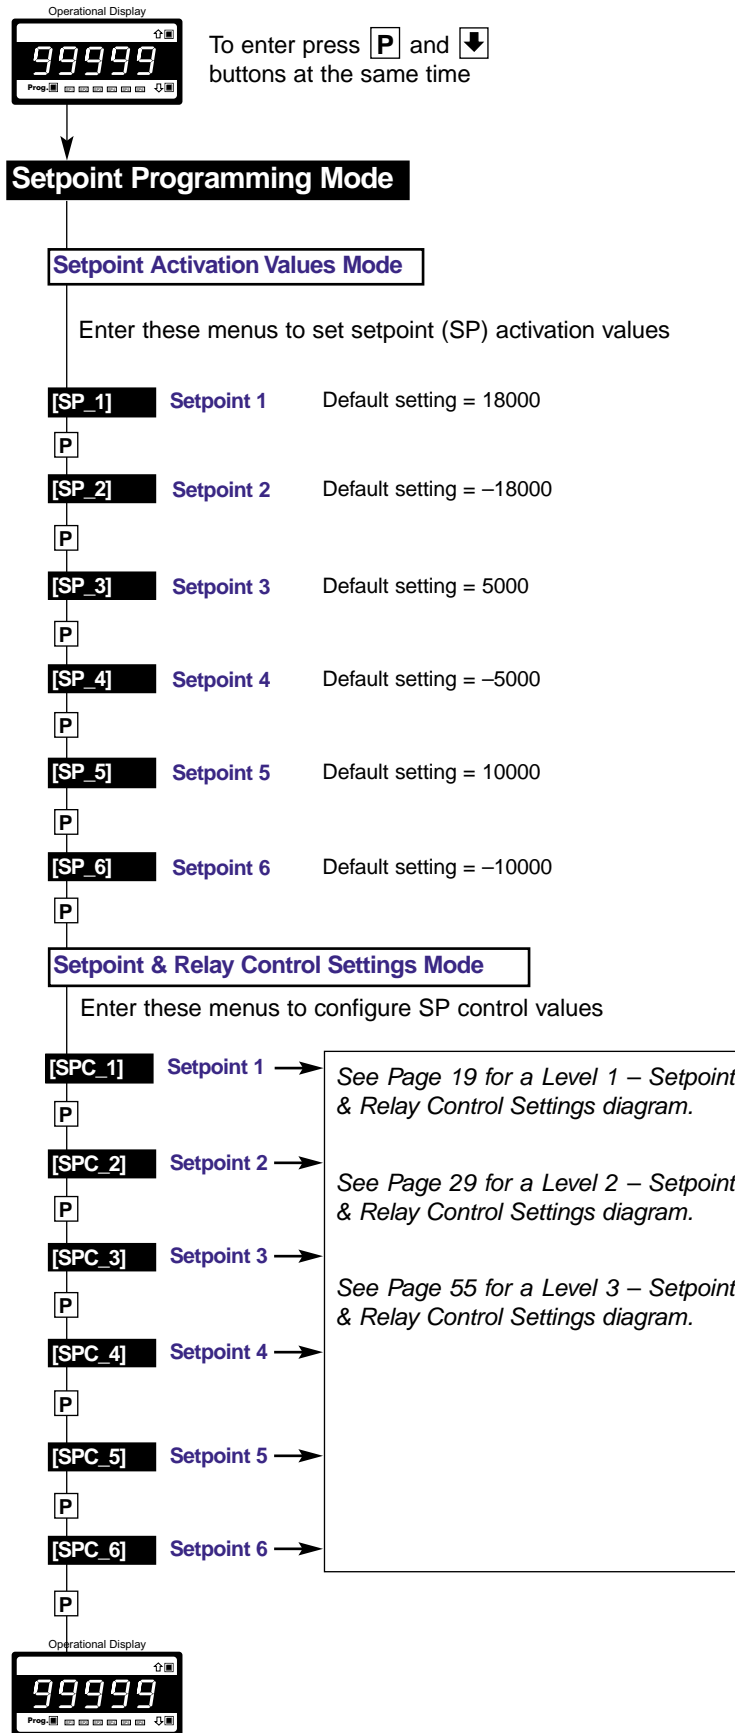 Operational Display
99999
Prog.
To enter press P and
buttons at the same time
Setpoint Programming Mode
Setpoint Activation Values Mode
Enter these menus to set setpoint (SP) activation values
[SP_1] Setpoint 1 Default setting = 18000
P
[SP_2] Setpoint 2 Default setting = –18000
P
[SP_3] Setpoint 3 Default setting = 5000
P
[SP_4] Setpoint 4 Default setting = –5000
P
[SP_5] Setpoint 5 Default setting = 10000
P
[SP_6] Setpoint 6 Default setting = –10000
P
Setpoint & Relay Control Settings Mode
Enter these menus to configure SP control values
[SPC_1] Setpoint 1
P
[SPC_2] Setpoint 2
P
[SPC_3] Setpoint 3
P
[SPC_4] Setpoint 4
P
[SPC_5] Setpoint 5
P
[SPC_6] Setpoint 6
P
See Page 19 for a Level 1 – Setpoint
& Relay Control Settings diagram.
See Page 29 for a Level 2 – Setpoint
& Relay Control Settings diagram.
See Page 55 for a Level 3 – Setpoint
& Relay Control Settings diagram.
Operational Display
99999
Prog.